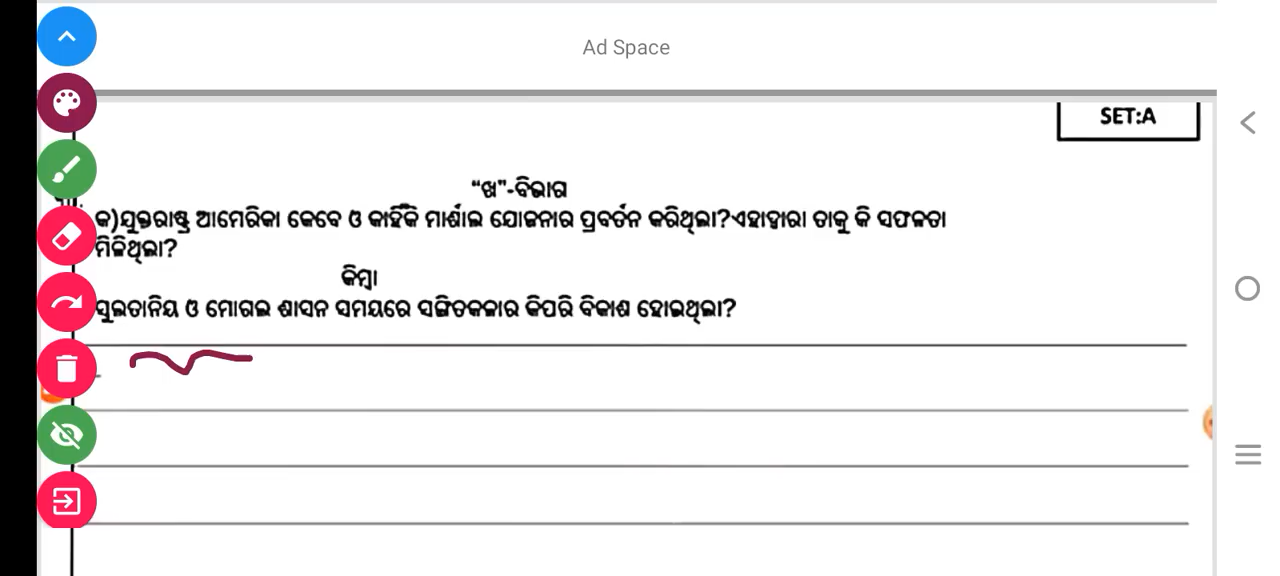 Ad Space
SET:A
“ଖ”-ବିଭାଗ
କ)ଯୁକ୍ତରାଷ୍ଟ୍ର ଆମେରିକା କେବେ ଓ କାହିଁକି ମାର୍ଶାଲ ଯୋଜନାର ପ୍ରବର୍ତନ କରିଥିଲା?ଏହାଦ୍ୱାରା ତାକୁ କି ସଫଳତା
ମିଳିଥିଲା?
କିମ୍ବା
ସୁଲତାନିୟ ଓ ମୋଗଲ ଶାସନ ସମୟରେ ସଙ୍ଗିତକଳାର କିପରି ବିକାଶ ହୋଇଥିଲା?